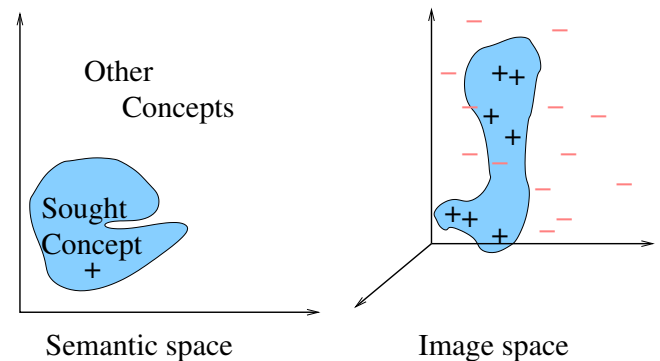 Other
Concepts
Sought
Concept
+
Semantic space
+ +
+
+
+ +
+
Image space